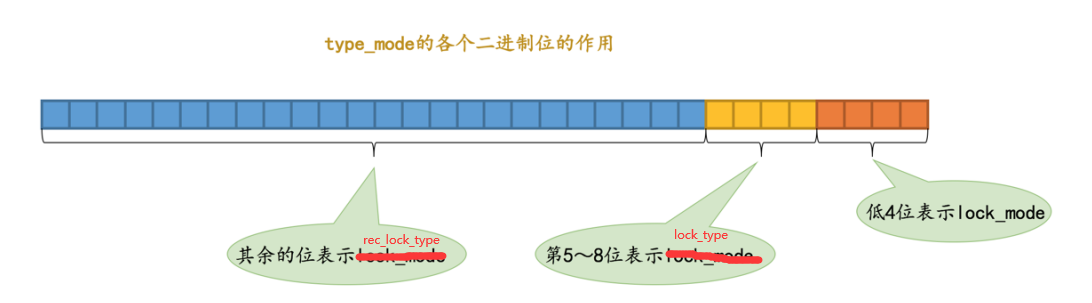 type_mode的各个二进制位的作用
rec_lock_type
其余的位表示lock_mode
lock_type
第5~8位表示lock_mode
低4位表示lock_mode